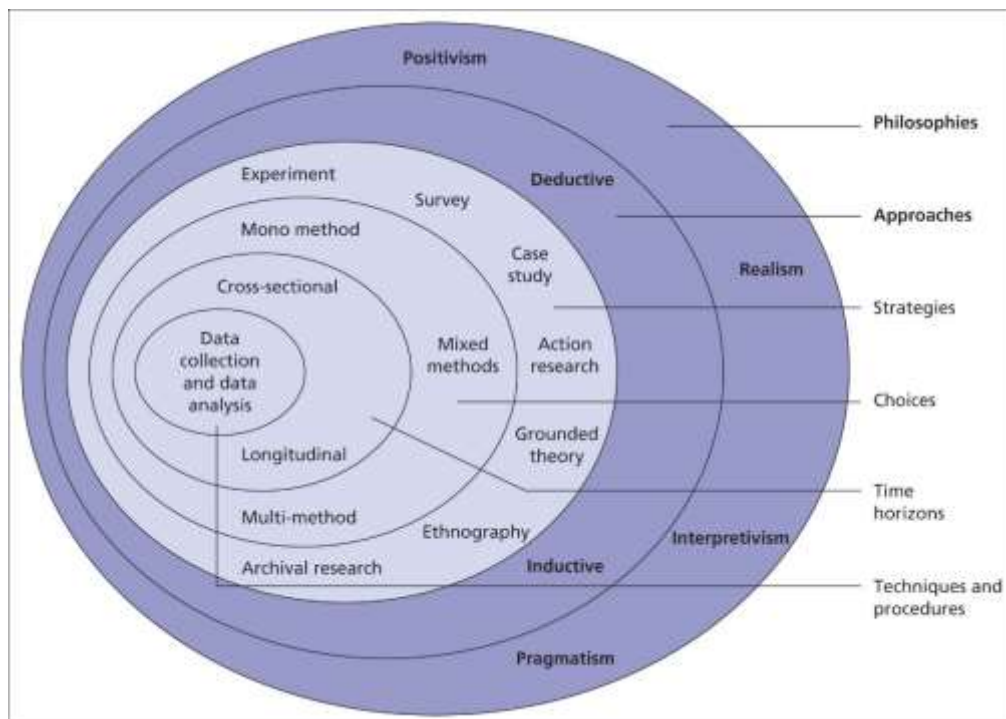 Positivism
Philosophies
Experiment
Deductive
Survey
Approaches
Mono method
Case
study
Realism
Cross-sectional
Strategies
Data
collection
and data
analysis
Mixed
methods
Action
research
Choices
Grounded
theory
Longitudinal
Time
horizons
Multi-method
Ethnography
Interpretivism
Archival research
Inductive
Techniques and
procedures
Pragmatism